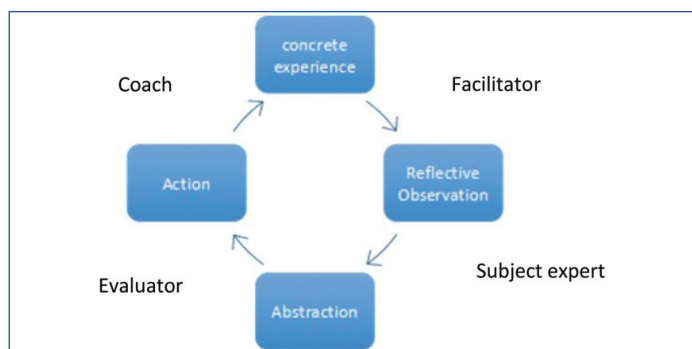 concrete
experience
Coach
Facilitator
Action
Reflective
Observation
Evaluator
Subject expert
Abstraction